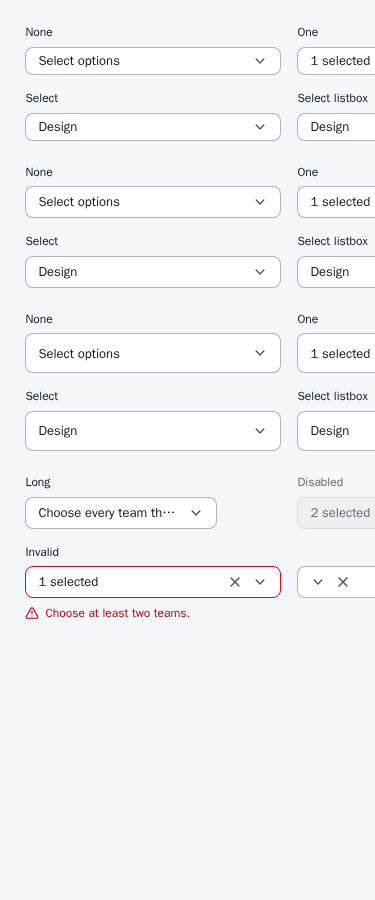 None
One
Select options
1 selected
Select
Select listbox
Design
Design
None
One
Select options
1 selected
Select
Select listbox
Design
Design
None
One
Select options
1 selected
Select
Select listbox
Design
Design
Long
Disabled
Choose every team th···
2 selected
Invalid
1 selected
Choose at least two teams.